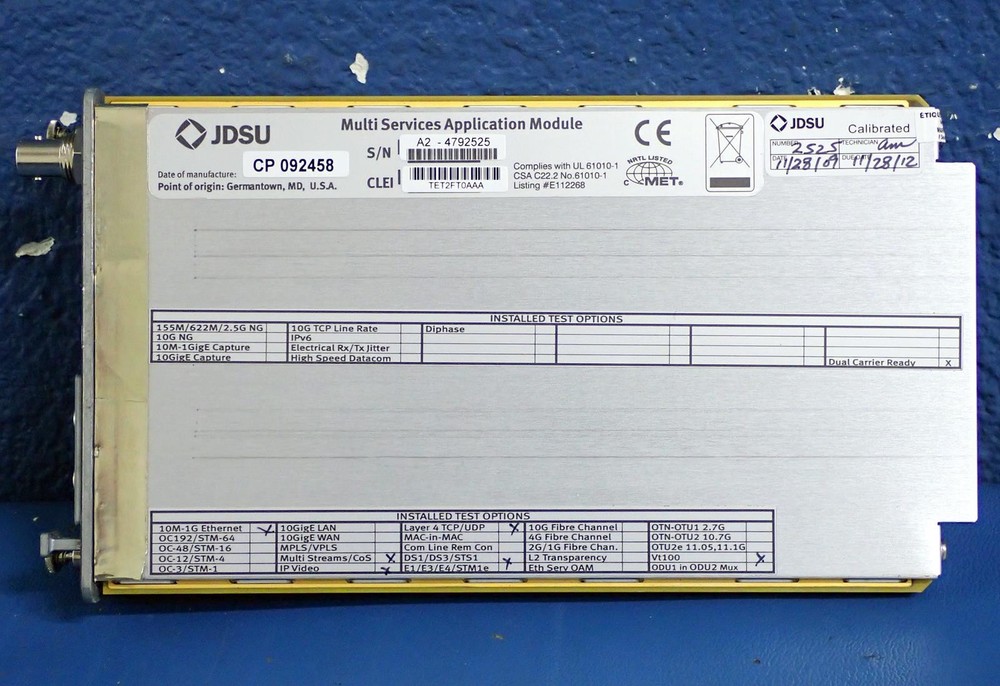 JDSU
Multi Services Application Module
CE
Date of manufacture:
CP 092458
Point of origin: Germantown, MD, U.S.A.
S/N
A2 - 4792525
CLEI
TET2FT0AAA
Complies with UL 61010-1
CSA C22.2 No.61010-1
Listing #E112268
NRTL LISTED
C MET®
JDSU
Calibrated
NUMBER 2525 TECHNICIAN am
DATE 11/28/09 DUE 11/28/12
INSTALLED TEST OPTIONS
155M/622M/2.5G NG 10G TCP Line Rate Diphase
10G NG IPv6
10M-1GigE Capture Electrical Rx/Tx Jitter
10GigE Capture High Speed Datacom Dual Carrier Ready X
INSTALLED TEST OPTIONS
10M-1G Ethernet X 10GigE LAN Layer 4 TCP/UDP X 10G Fibre Channel OTN-OTU1 2.7G
OC192/STM-64 10GigE WAN MAC-in-MAC 4G Fibre Channel OTN-OTU2 10.7G
OC-48/STM-16 MPLS/VPLS Com Line Rem Con 2G/1G Fibre Chan. OTU2e 11.05,11.1G
OC-12/STM-4 Multi Streams/CoS X DS1/DS3/STS1 X L2 Transparency Vt100 X
OC-3/STM-1 IP Video X E1/E3/E4/STM1e Eth Serv OAM ODU1 in ODU2 Mux